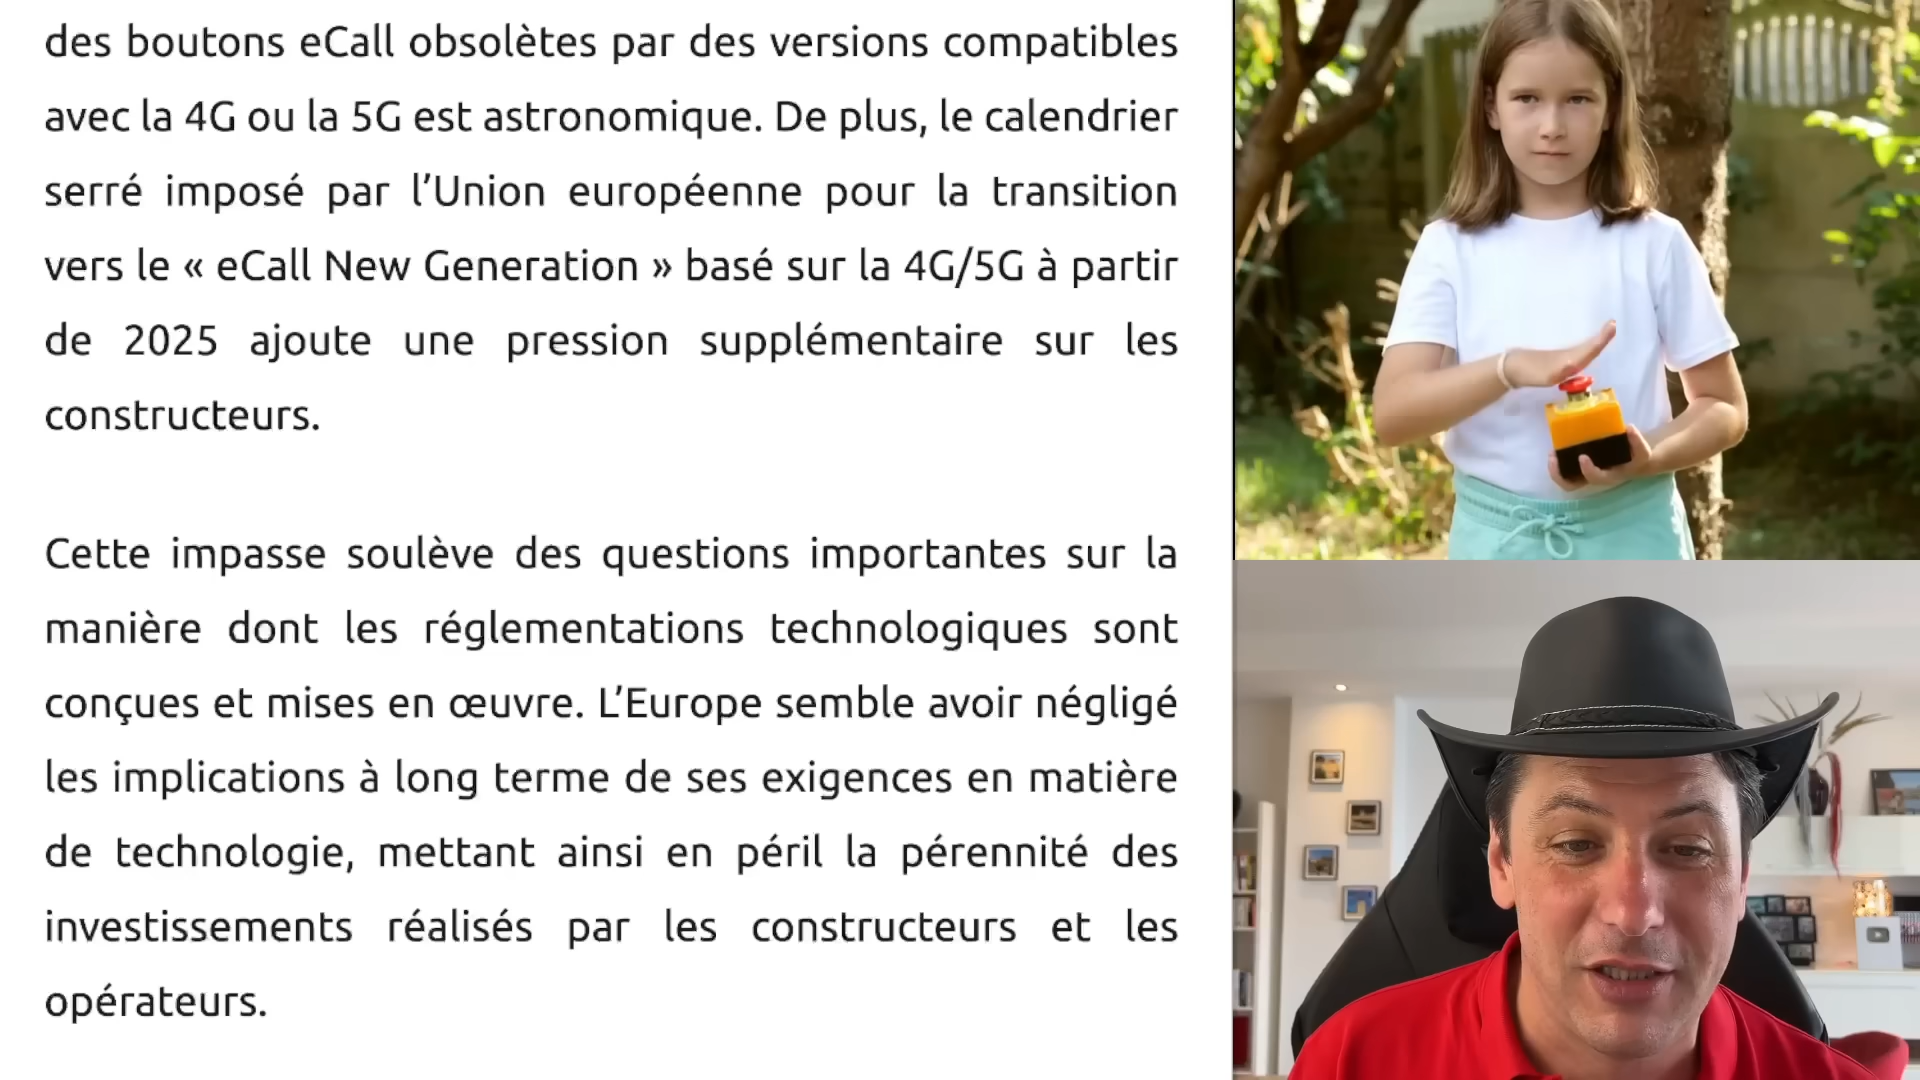 des boutons eCall obsolètes par des versions compatibles
avec la 4G ou la 5G est astronomique. De plus, le calendrier
serré imposé par l’Union européenne pour la transition
vers le « eCall New Generation » basé sur la 4G/5G à partir
de 2025 ajoute une pression supplémentaire sur les
constructeurs.
Cette impasse soulève des questions importantes sur la
manière dont les réglementations technologiques sont
conçues et mises en œuvre. L’Europe semble avoir négligé
les implications à long terme de ses exigences en matière
de technologie, mettant ainsi en péril la pérennité des
investissements réalisés par les constructeurs et les
opérateurs.